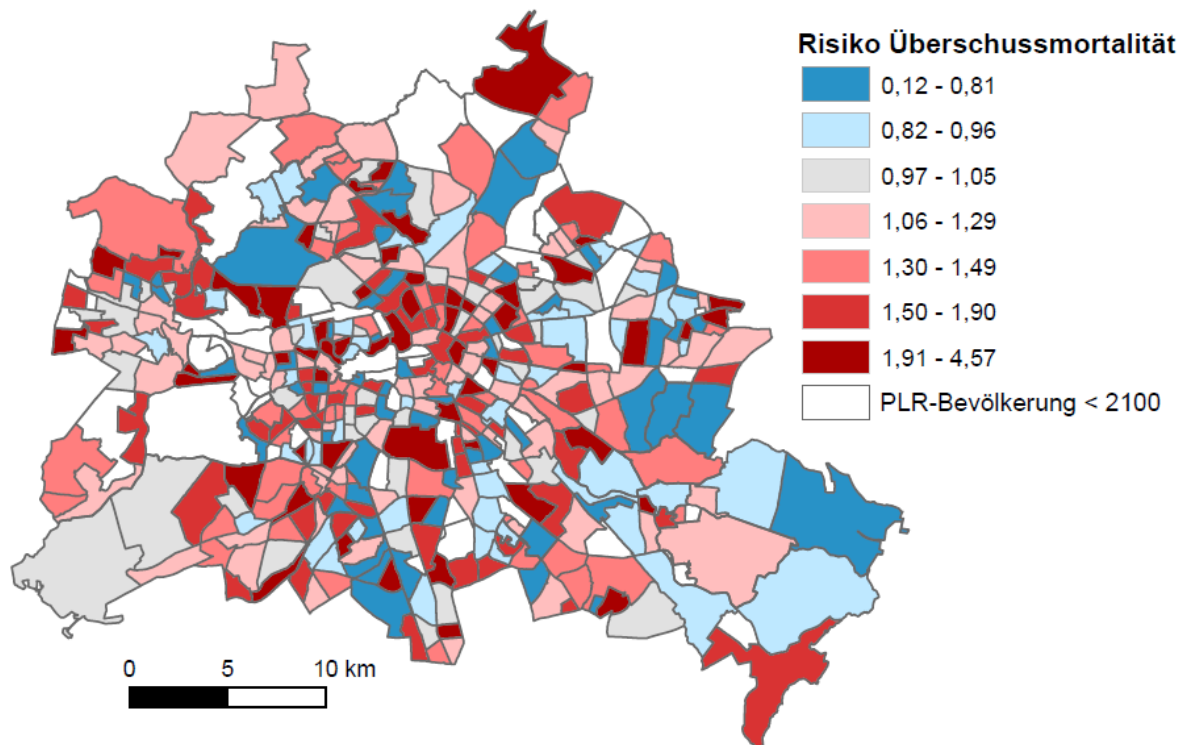 Risiko Überschussmortalität
0,12 - 0,81
0,82 - 0,96
0,97 - 1,05
1,06 - 1,29
1,30 - 1,49
1,50 - 1,90
1,91 - 4,57
PLR-Bevölkerung < 2100
0 5 10 km